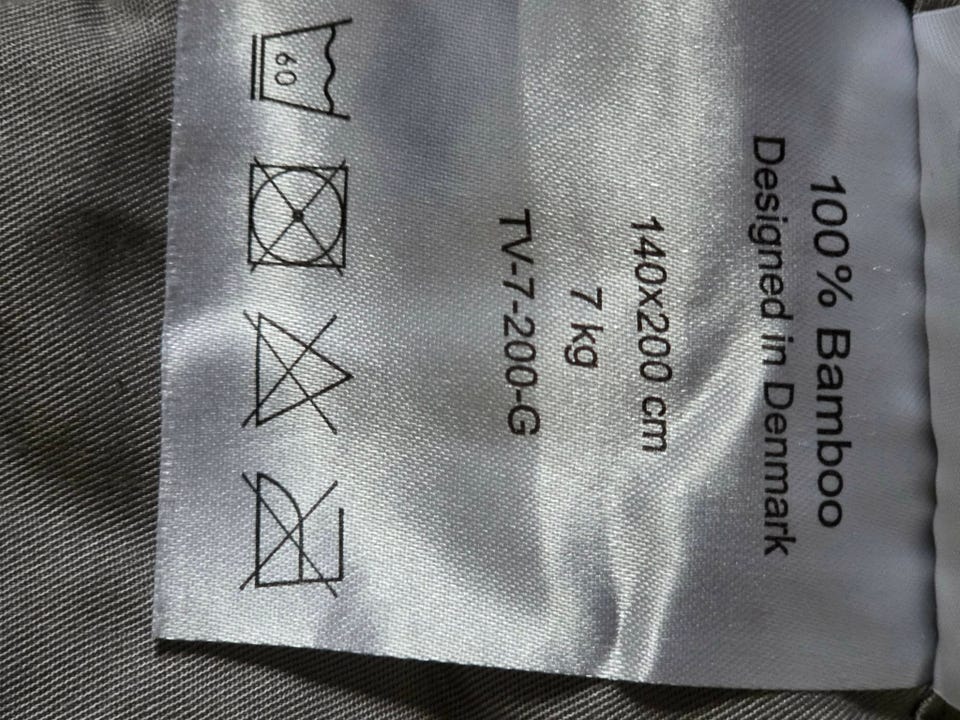 100% Bamboo
Designed in Denmark
140x200 cm
7 kg
TV-7-200-G
60